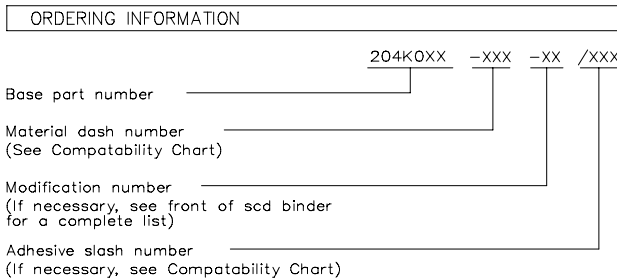 ORDERING INFORMATION
204K0XX -XXX -XX /XXX
Base part number
Material dash number
(See Compatability Chart)
Modification number
(If necessary, see front of scd binder
for a complete list)
Adhesive slash number
(If necessary, see Compatability Chart)